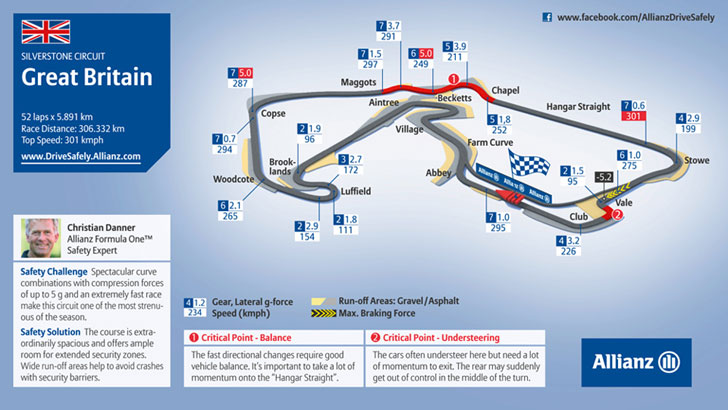 www.facebook.com/AllianzDriveSafely
SILVERSTONE CIRCUIT
Great Britain
52 laps x 5.891 km
Race Distance: 306.332 km
Top Speed: 301 kmph
www.DriveSafely.Allianz.com
7 3.7
291
7 1.5
297
6 5.0
249
5 3.9
211
7 5.0
287
Maggots
1
Chapel
Aintree
Becketts
Hangar Straight
7 0.6
301
Copse
5 1.8
252
4 2.9
199
Village
2 1.9
96
7 0.7
294
Farm Curve
6 1.0
275
Stowe
Brook-
lands
3 2.7
172
Abbey
Allianz
Allianz
Allianz
2 1.5
95
-5.2
Woodcote
Luffield
Vale
6 2.1
265
2 2.9
154
2 1.8
111
7 1.0
295
Club
2
4 3.2
226
Christian Danner
Allianz Formula One™
Safety Expert
Safety Challenge Spectacular curve
combinations with compression forces
of up to 5 g and an extremely fast race
make this circuit one of the most strenu-
ous of the season.
Safety Solution The course is extra-
ordinarily spacious and offers ample
room for extended security zones.
Wide run-off areas help to avoid crashes
with security barriers.
4 1.2
234
Gear, Lateral g-force
Speed (kmph)
Run-off Areas: Gravel/Asphalt
Max. Braking Force
1 Critical Point - Balance
The fast directional changes require good
vehicle balance. It's important to take a lot of
momentum onto the "Hangar Straight".
2 Critical Point - Understeering
The cars often understeer here but need a lot
of momentum to exit. The rear may suddenly
get out of control in the middle of the turn.
Allianz